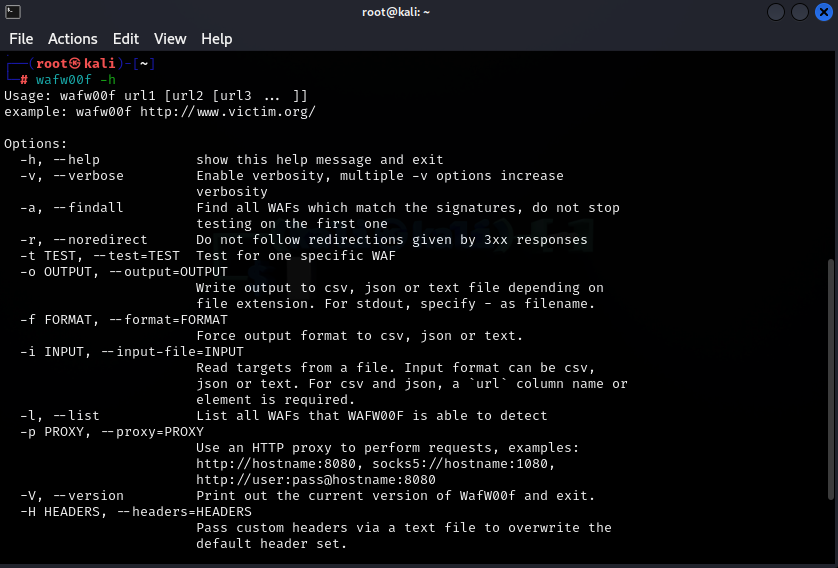 root@kali: ~
File Actions Edit View Help
┌──(root㉿kali)-[~]
└─# wafw00f -h
Usage: wafw00f url1 [url2 [url3 ... ]]
example: wafw00f http://www.victim.org/
Options:
-h, --help show this help message and exit
-v, --verbose Enable verbosity, multiple -v options increase
verbosity
-a, --findall Find all WAFs which match the signatures, do not stop
testing on the first one
-r, --noredirect Do not follow redirections given by 3xx responses
-t TEST, --test=TEST Test for one specific WAF
-o OUTPUT, --output=OUTPUT
Write output to csv, json or text file depending on
file extension. For stdout, specify - as filename.
-f FORMAT, --format=FORMAT
Force output format to csv, json or text.
-i INPUT, --input-file=INPUT
Read targets from a file. Input format can be csv,
json or text. For csv and json, a `url` column name or
element is required.
-l, --list List all WAFs that WAFW00F is able to detect
-p PROXY, --proxy=PROXY
Use an HTTP proxy to perform requests, examples:
http://hostname:8080, socks5://hostname:1080,
http://user:pass@hostname:8080
-V, --version Print out the current version of WafW00f and exit.
-H HEADERS, --headers=HEADERS
Pass custom headers via a text file to overwrite the
default header set.